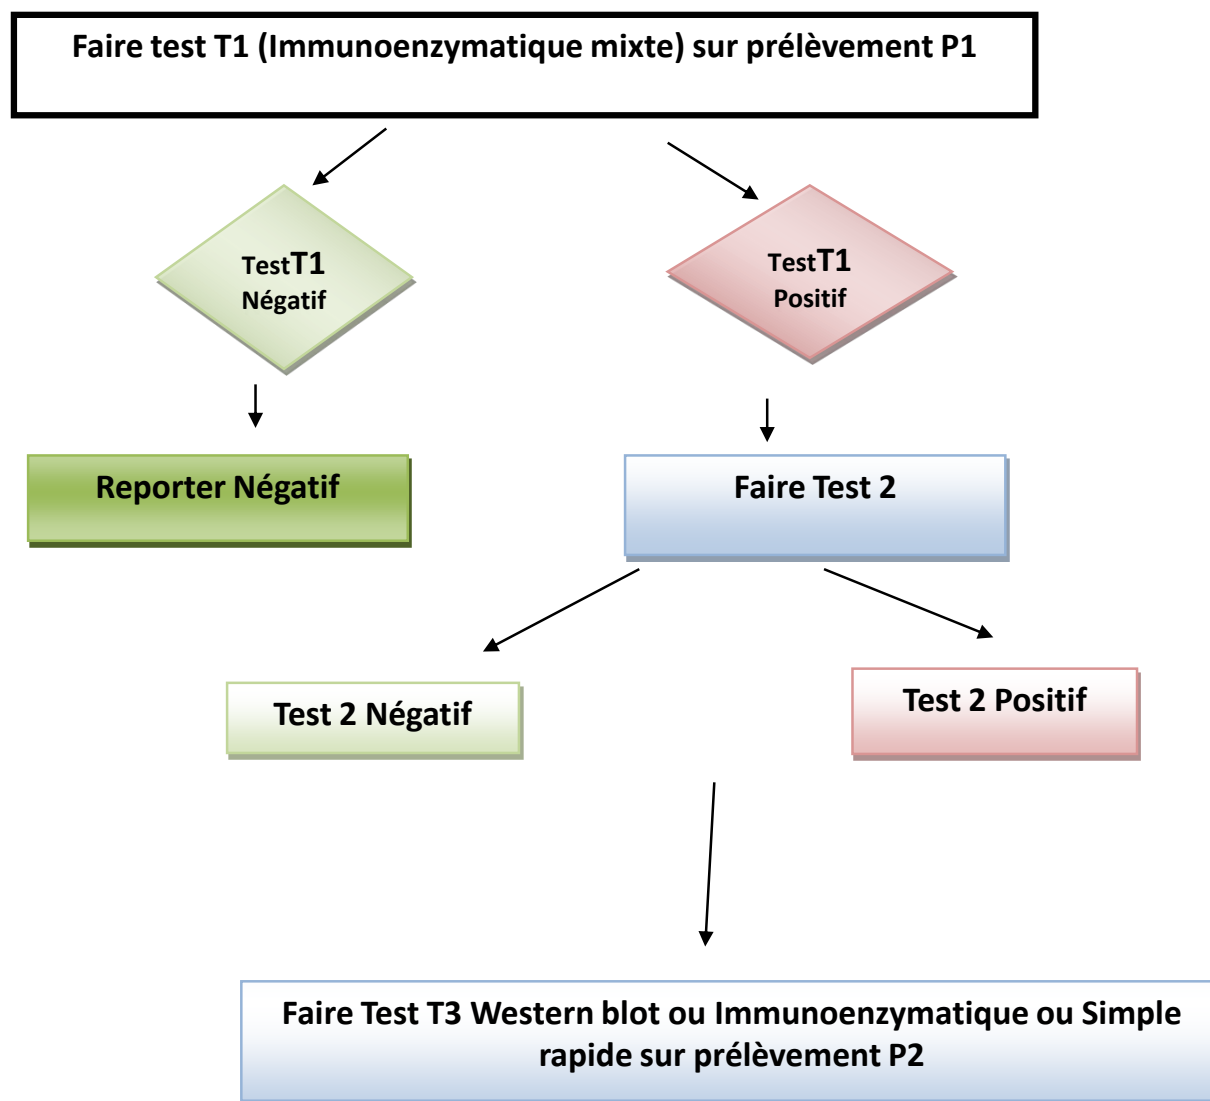 Faire test T1 (Immunoenzymatique mixte) sur prélèvement P1
TestT1
Négatif
TestT1
Positif
Reporter Négatif
Faire Test 2
Test 2 Négatif
Test 2 Positif
Faire Test T3 Western blot ou Immunoenzymatique ou Simple
rapide sur prélèvement P2